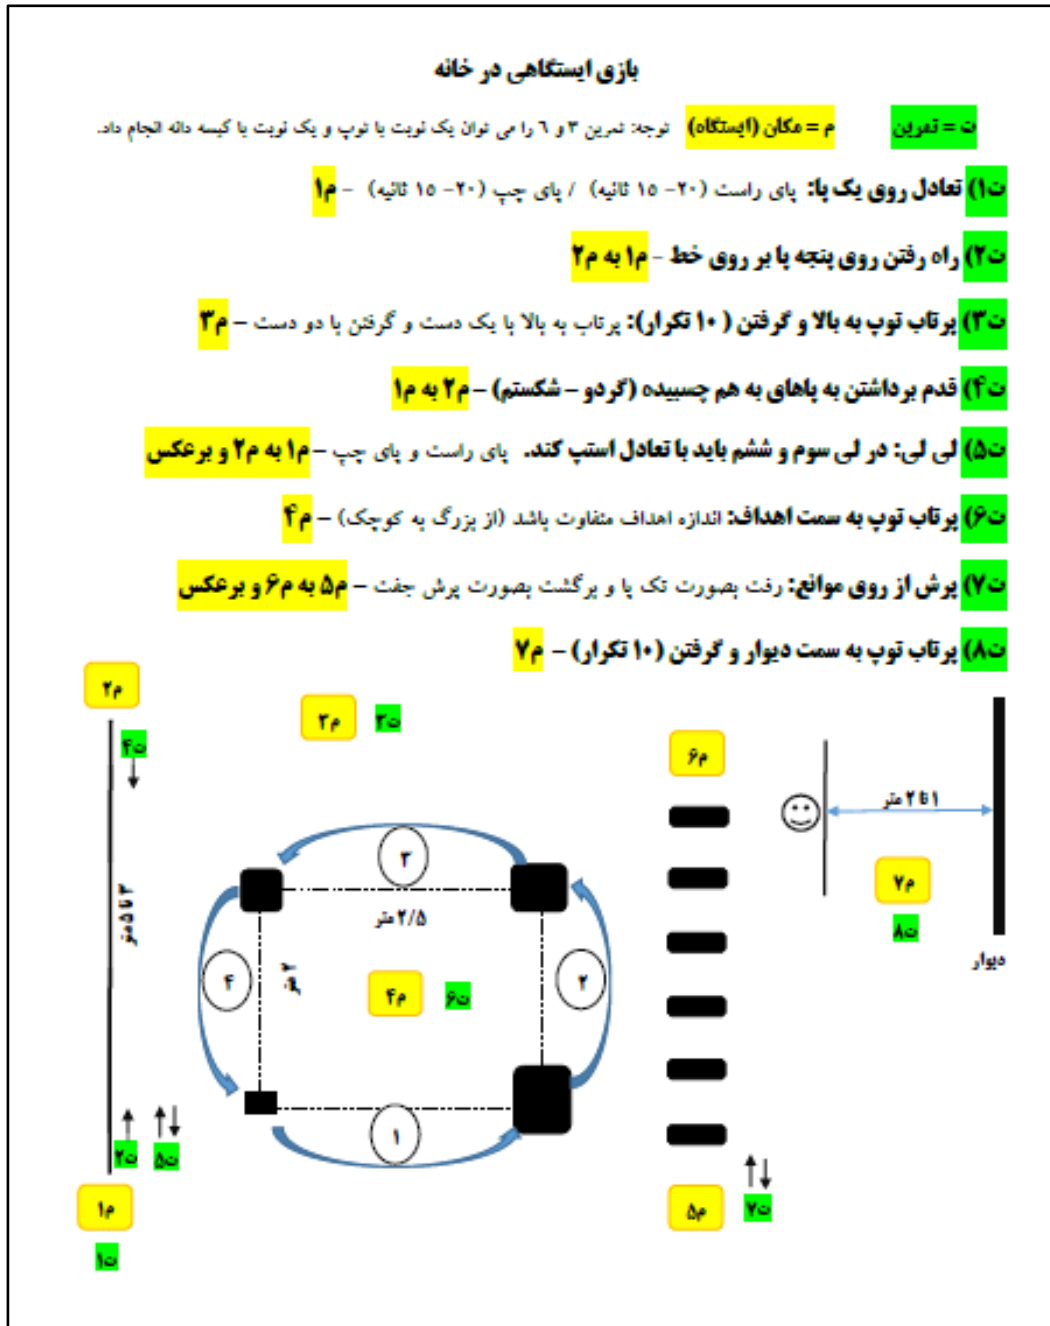 بازی ایستگاهی در خانه
ت = تمرین م = مکان (ایستگاه) توجه: تمرین ۳ و ٦ را می توان یک نوبت با توپ و یک نوبت با کیسه دانه انجام داد.
ت۱) تعادل روی یک پا: پای راست (۲۰- ۱۵ ثانیه) / پای چپ (۲۰- ۱۵ ثانیه) - م۱
ت۲) راه رفتن روی پنجه پا بر روی خط - م۱ به م۲
ت۳) پرتاب توپ به بالا و گرفتن ( ۱۰ تکرار): پرتاب به بالا با یک دست و گرفتن با دو دست – م۳
ت۴) قدم برداشتن به پاهای به هم چسبیده (گردو – شکستم) – م۲ به م۱
ت۵) لی لی: در لی سوم و ششم باید با تعادل استپ کند. پای راست و پای چپ – م۱ به م۲ و برعکس
ت۶) پرتاب توپ به سمت اهداف: اندازه اهداف متفاوت باشد (از بزرگ به کوچک) – م۴
ت۷) پرش از روی موانع: رفت بصورت تک پا و برگشت بصورت پرش جفت – م۵ به م۶ و برعکس
ت۸) پرتاب توپ به سمت دیوار و گرفتن (۱۰ تکرار) – م۷
م۲
م۳ ت۳
ت۴
م۶
۱ تا ۲ متر
۳
م۷
۳ تا ۵ متر
۲/۵ متر
ت۸
دیوار
۴
۲ متر
م۴ ت۶
۲
۱
ت۲ ت۵
م۵ ت۷
م۱
ت۱